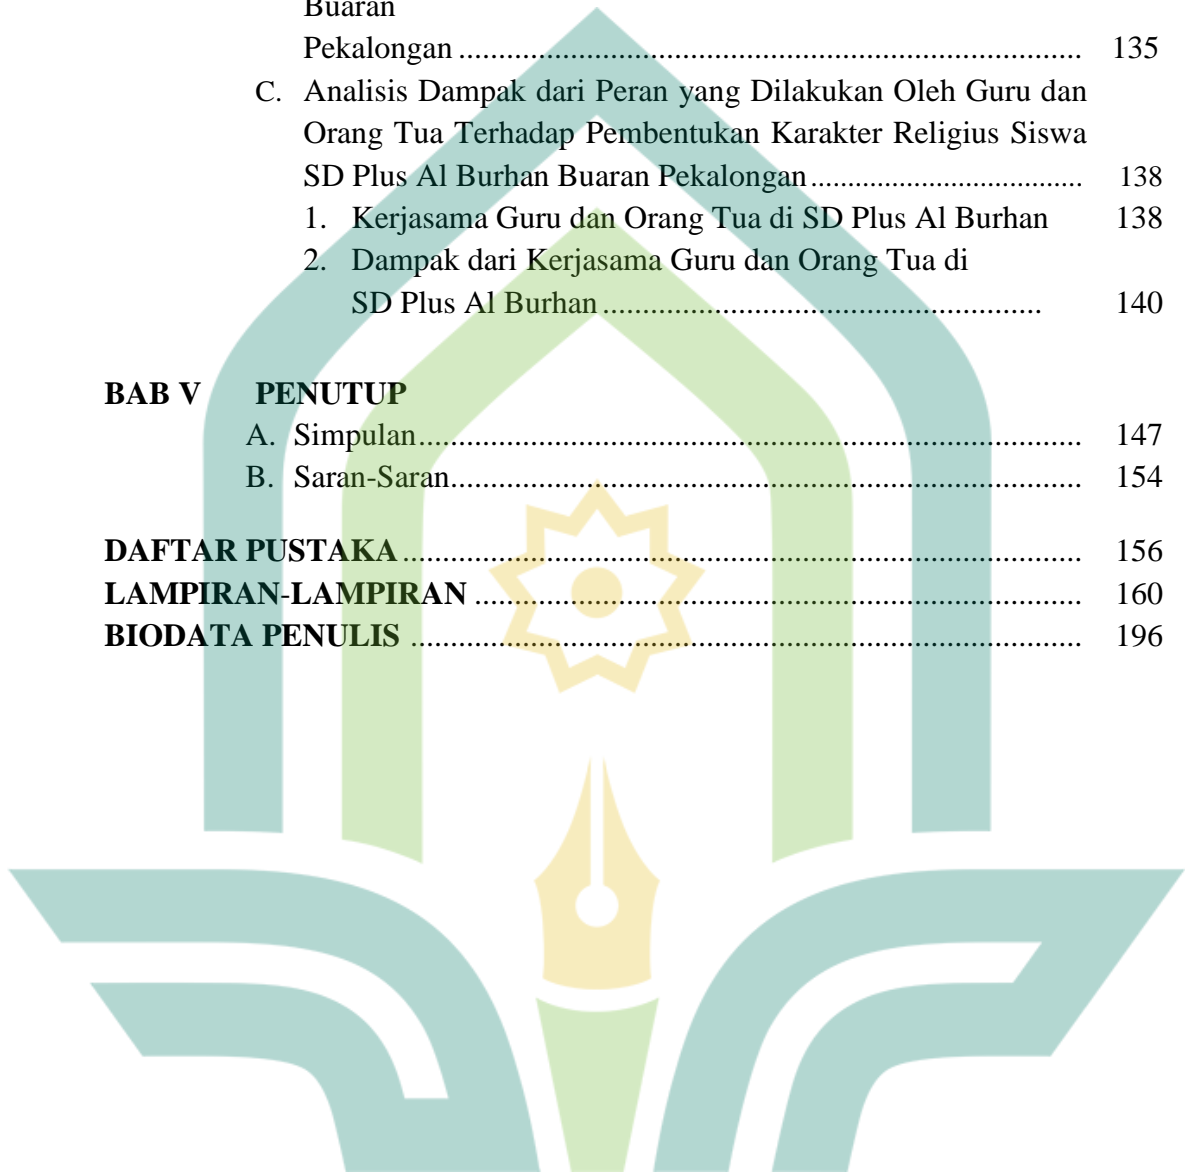 Buaran
Pekalongan ............................................................................... 135
C. Analisis Dampak dari Peran yang Dilakukan Oleh Guru dan
Orang Tua Terhadap Pembentukan Karakter Religius Siswa
SD Plus Al Burhan Buaran Pekalongan.................................. 138
1. Kerjasama Guru dan Orang Tua di SD Plus Al Burhan 138
2. Dampak dari Kerjasama Guru dan Orang Tua di
SD Plus Al Burhan ....................................................... 140
BAB V PENUTUP
A. Simpulan.................................................................................... 147
B. Saran-Saran................................................................................ 154
DAFTAR PUSTAKA ...................................................................................... 156
LAMPIRAN-LAMPIRAN ............................................................................. 160
BIODATA PENULIS ..................................................................................... 196